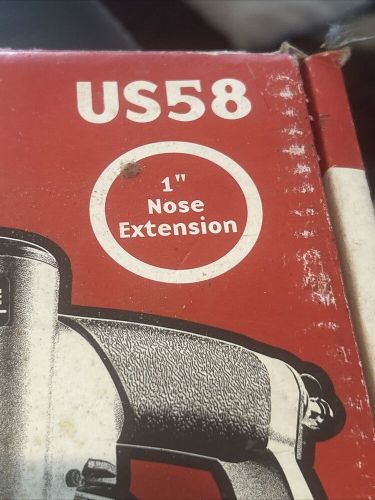 US58
1"
Nose
Extension